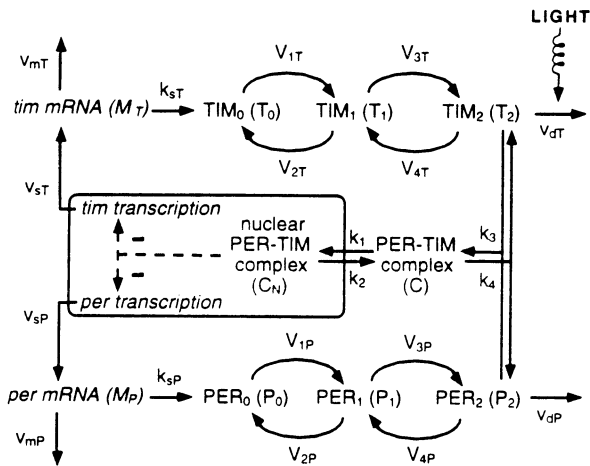 LIGHT
V1T V3T
vmT
ksT
tim mRNA (MT) TIM0 (T0) TIM1 (T1) TIM2 (T2)
vdT
V2T V4T
vsT
tim transcription
nuclear
PER-TIM
complex
(CN)
k1
k2
PER-TIM
complex
(C)
k3
k4
per transcription
vsP
V1P V3P
ksP
per mRNA (MP) PER0 (P0) PER1 (P1) PER2 (P2)
vdP
vmP
V2P V4P